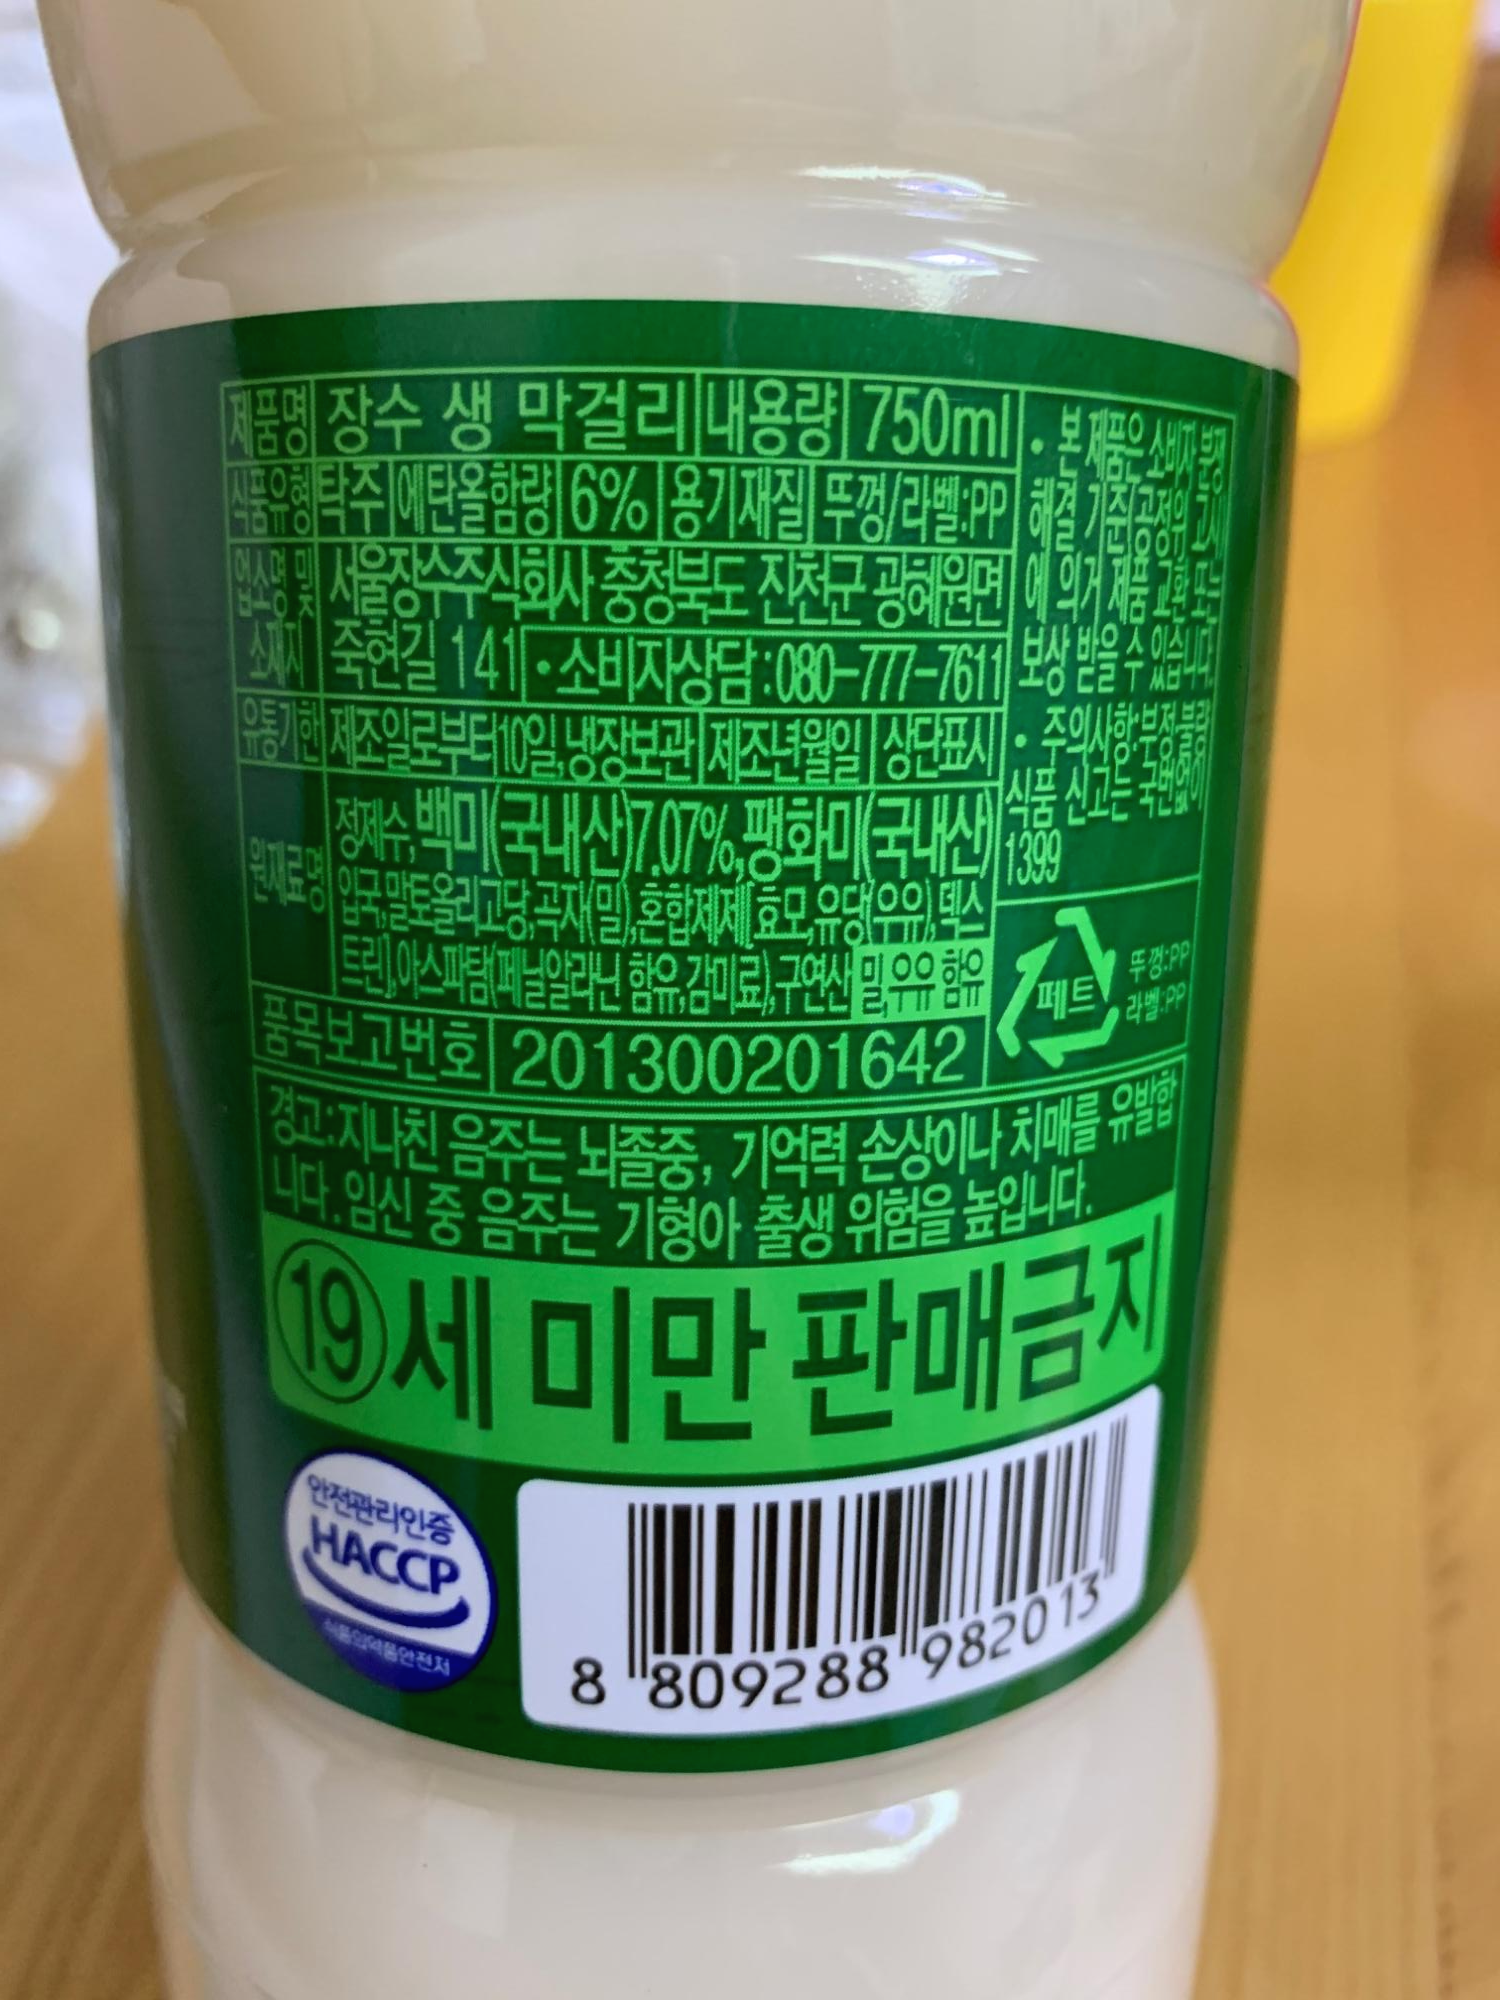 제품명 장수 생 막걸리 내용량 750ml
식품유형 탁주 에탄올함량 6% 용기재질 뚜껑/라벨:PP
업소명 및 소재지 서울장수주식회사 충청북도 진천군 광혜원면
죽현길 141 • 소비자상담:080-777-7611
유통기한 제조일로부터10일,냉장보관 제조년월일 상단표시
원재료명 정제수,백미(국내산)7.07%,팽화미(국내산)
입국,말토올리고당,곡자(밀),혼합제제[효모,유당(우유),덱스
트린],아스파탐(페닐알라닌 함유,감미료),구연산 밀,우유 함유
품목보고번호 201300201642
• 본 제품은 소비자분쟁
해결 기준(공정위 고시)
에 의거 제품 교환 또는
보상 받을 수 있습니다.
• 주의사항:부정·불량
식품 신고는 국번없이
1399
페트
뚜껑:PP
라벨:PP
경고:지나친 음주는 뇌졸중, 기억력 손상이나 치매를 유발합
니다. 임신 중 음주는 기형아 출생 위험을 높입니다.
19세 미만 판매금지
안전관리인증
HACCP
식품의약품안전처
8 809288 982013